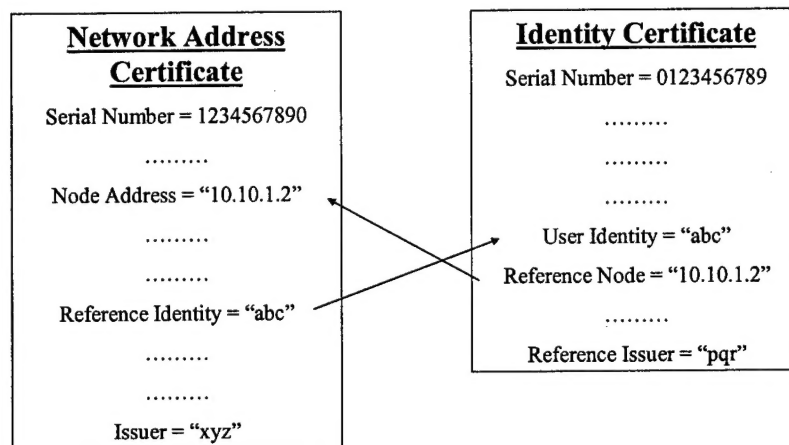 Network Address
Certificate
Serial Number = 1234567890
.........
Node Address = “10.10.1.2”
.........
.........
Reference Identity = “abc”
.........
.........
Issuer = “xyz”
Identity Certificate
Serial Number = 0123456789
.........
.........
.........
User Identity = “abc”
Reference Node = “10.10.1.2”
.........
Reference Issuer = “pqr”